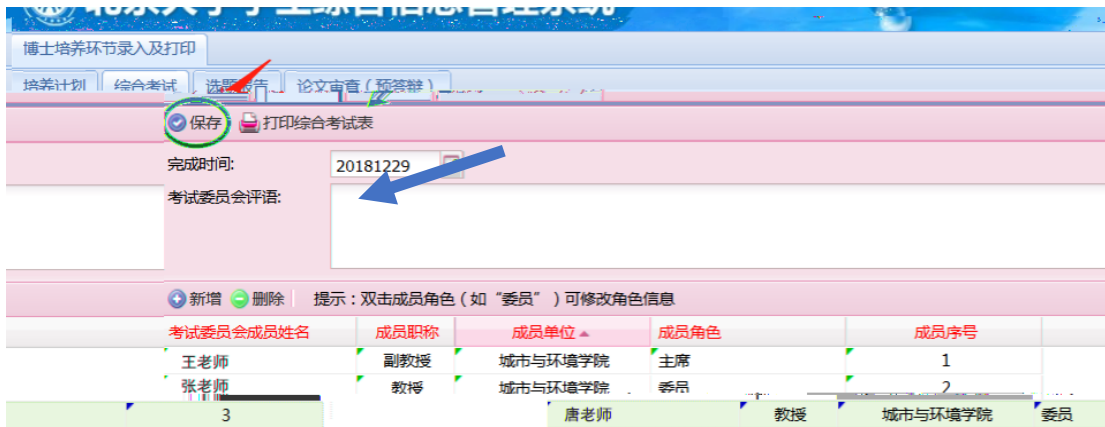 博士培养环节录入及打印
培养计划 综合考试 选题报告 论文审查(预答辩)
保存 打印综合考试表
完成时间: 20181229
考试委员会评语:
新增 删除 提示:双击成员角色(如“委员”)可修改角色信息
考试委员会成员姓名 成员职称 成员单位 成员角色 成员序号
王老师 副教授 城市与环境学院 主席 1
张老师 教授 城市与环境学院 委员 2
3 唐老师 教授 城市与环境学院 委员